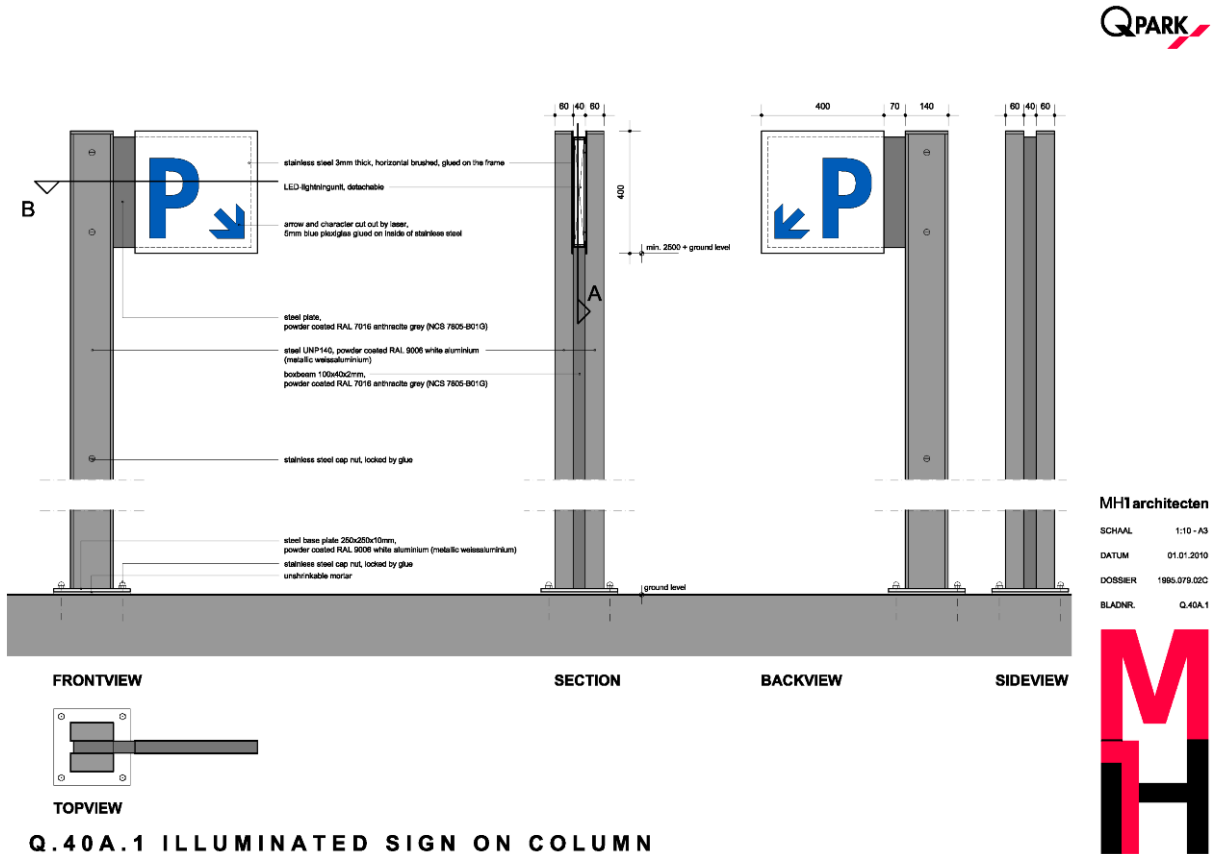 QPARK
60 40 60
400 70 140
60 40 60
P
P
B
A
400
stainless steel 3mm thick, horizontal brushed, glued on the frame
LED-lightningunit, detachable
arrow and character cut out by laser,
5mm blue plexiglas glued on inside of stainless steel
min. 2500 + ground level
steel plate,
powder coated RAL 7016 anthracite grey (NCS 7805-B01G)
steel UNP140, powder coated RAL 9006 white aluminium
(metallic weissaluminium)
boxbeam 100x40x2mm,
powder coated RAL 7016 anthracite grey (NCS 7805-B01G)
stainless steel cap nut, locked by glue
steel base plate 250x250x10mm,
powder coated RAL 9006 white aluminium (metallic weissaluminium)
stainless steel cap nut, locked by glue
unshrinkable mortar
ground level
MH1architecten
SCHAAL 1:10 - A3
DATUM 01.01.2010
DOSSIER 1995.079.02C
BLADNR. Q.40A.1
FRONTVIEW
SECTION
BACKVIEW
SIDEVIEW
MH1
TOPVIEW
Q.40A.1 ILLUMINATED SIGN ON COLUMN